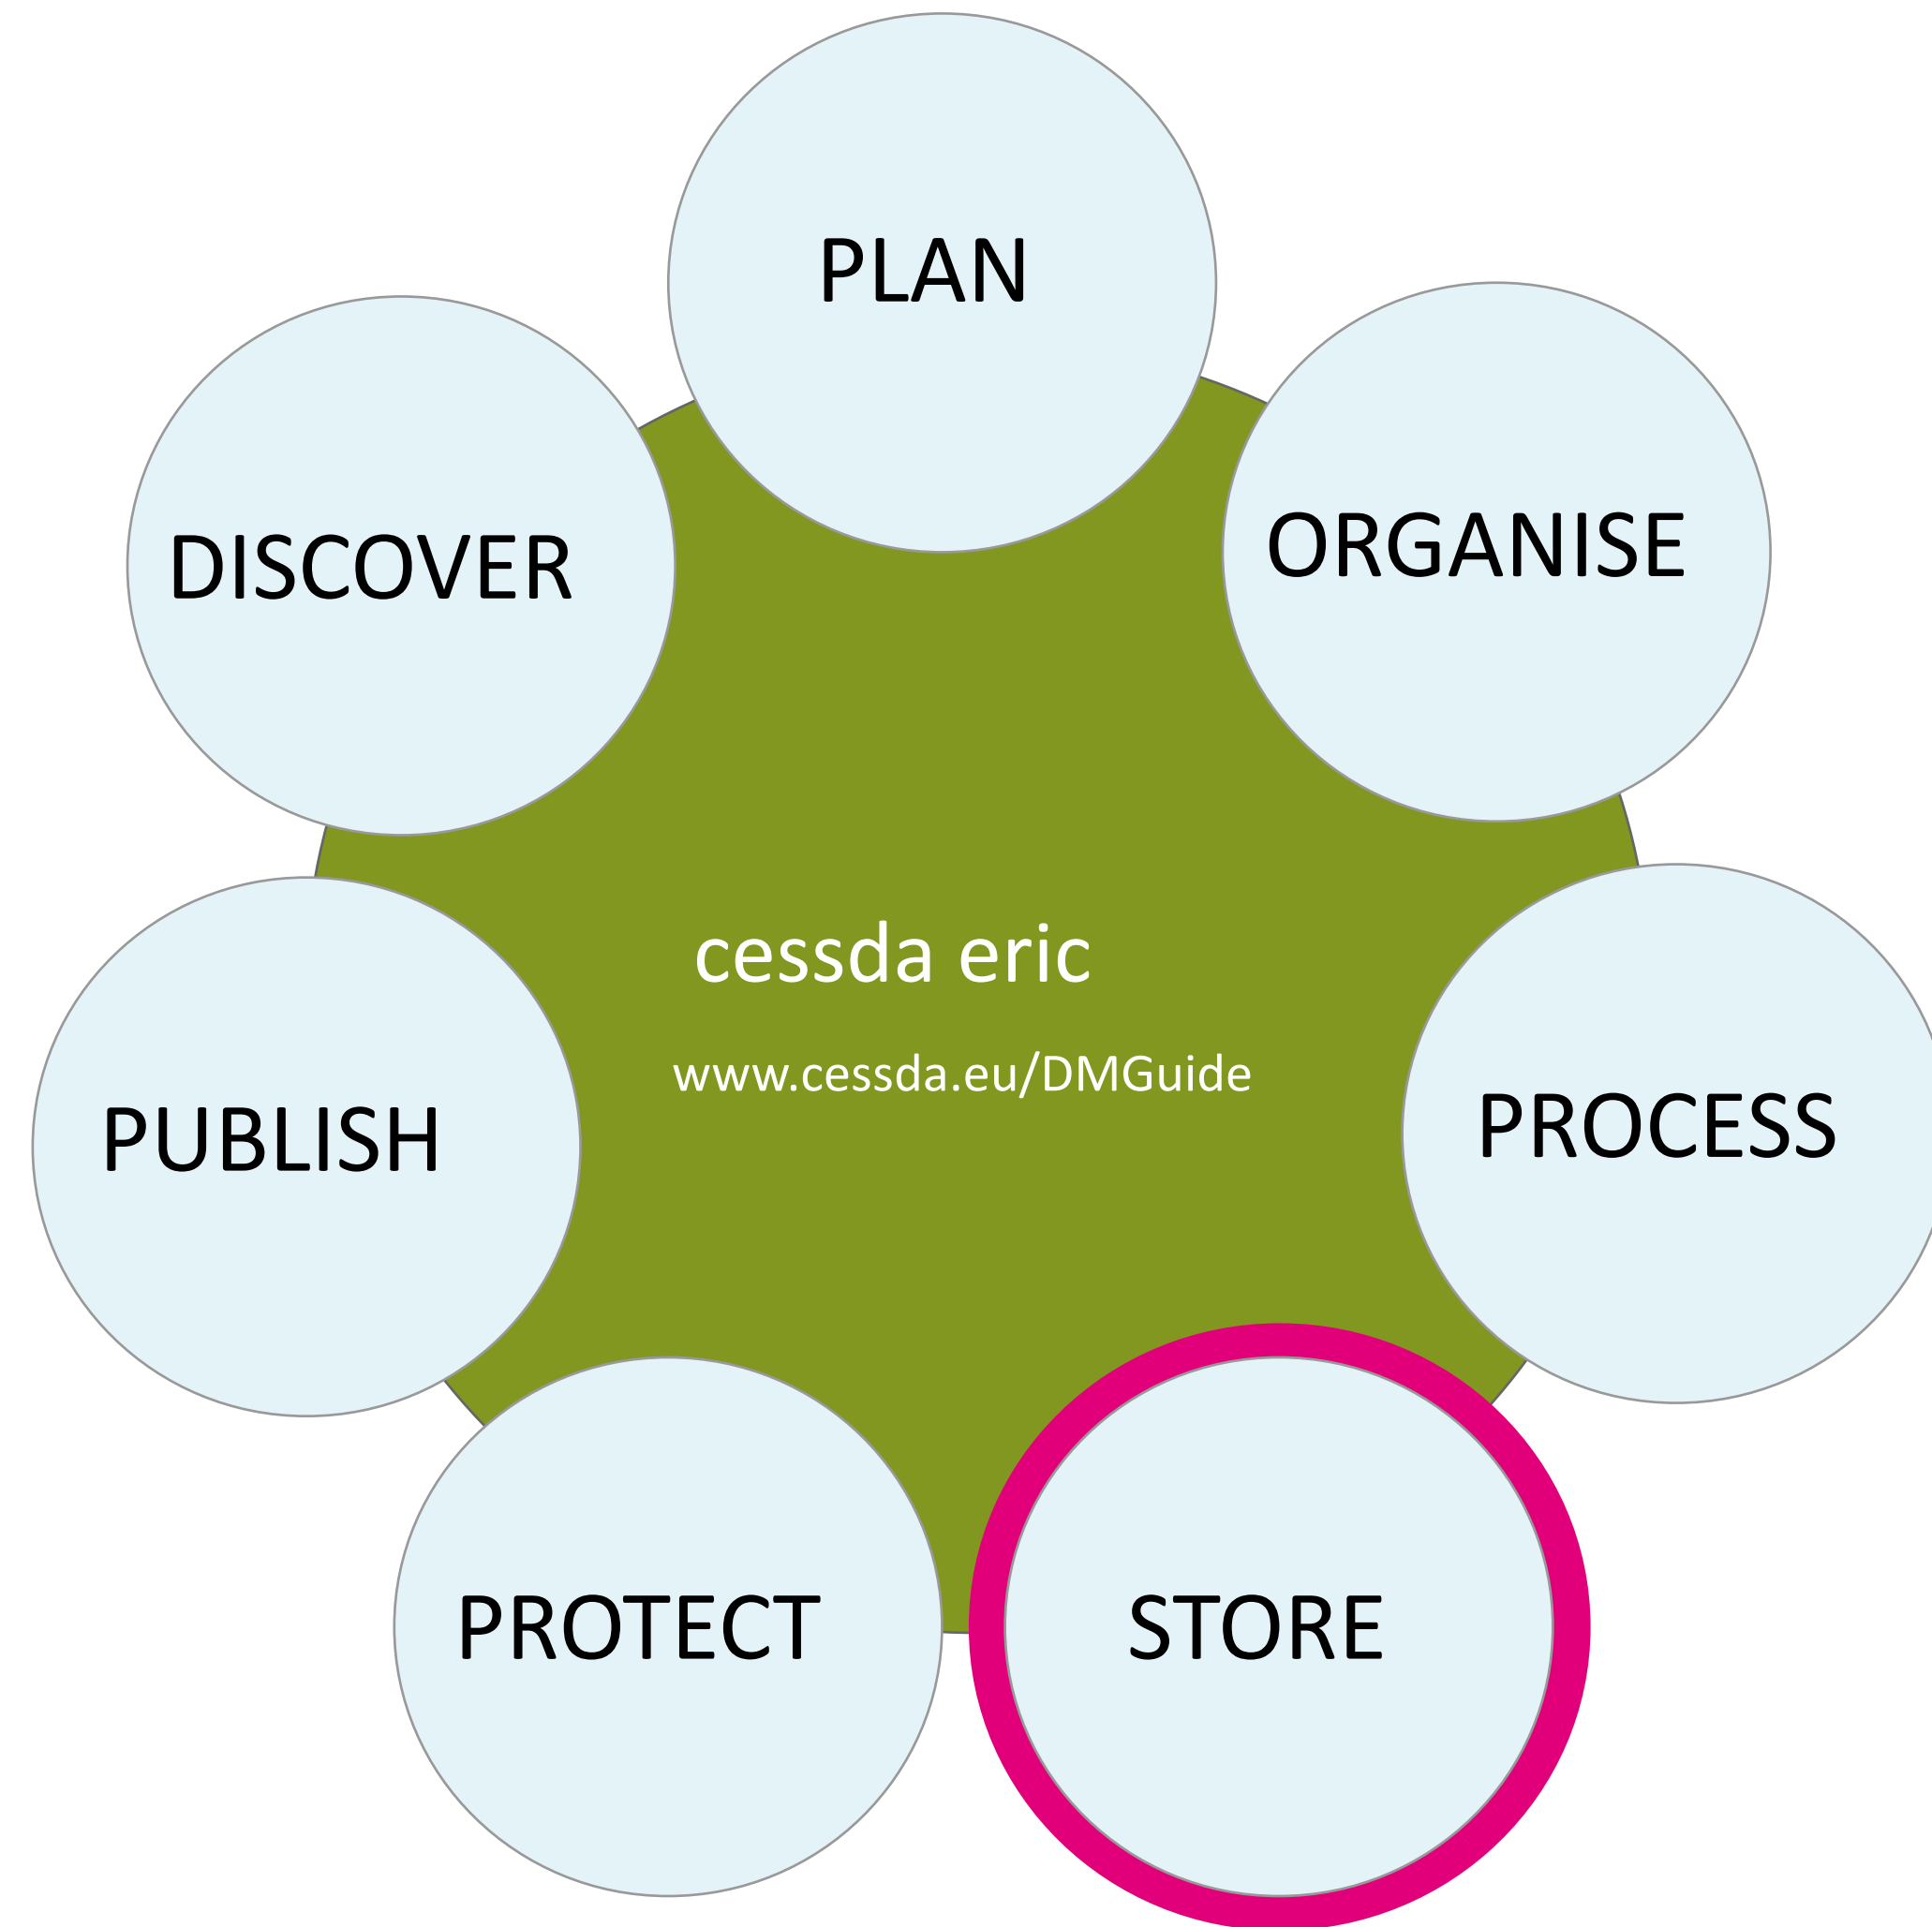 PLAN
ORGANISE
DISCOVER
cessda eric
www.cessda.eu/DMGuide
PROCESS
PUBLISH
PROTECT
STORE